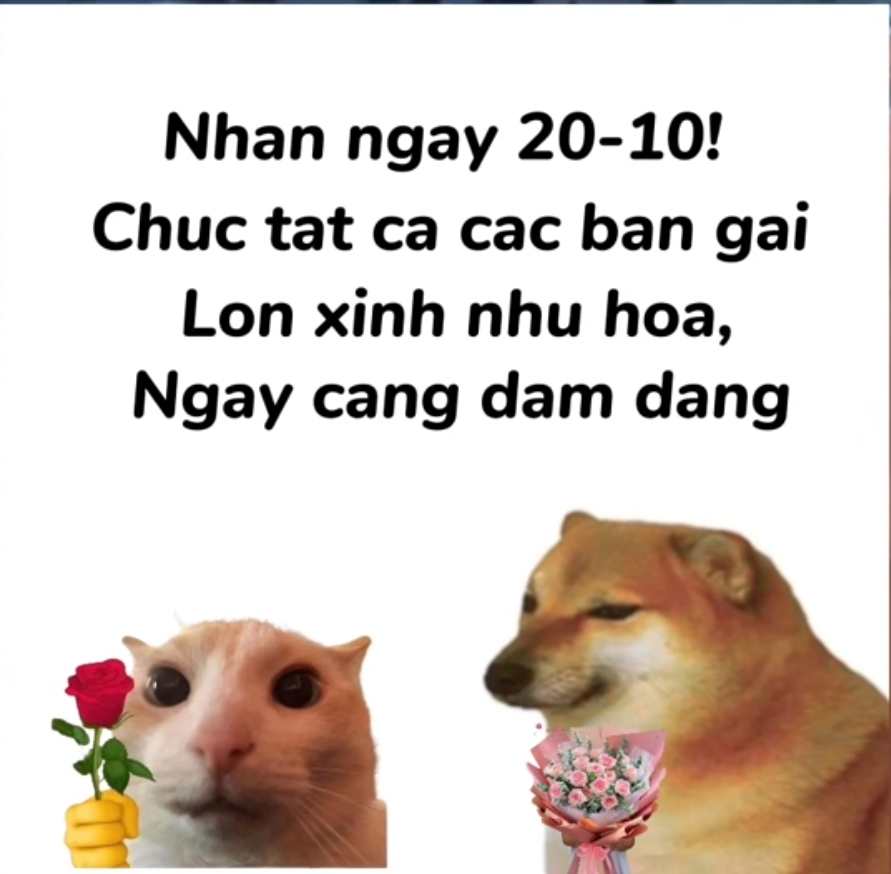 Nhan ngay 20-10!
Chuc tat ca cac ban gai
Lon xinh nhu hoa,
Ngay cang dam dang